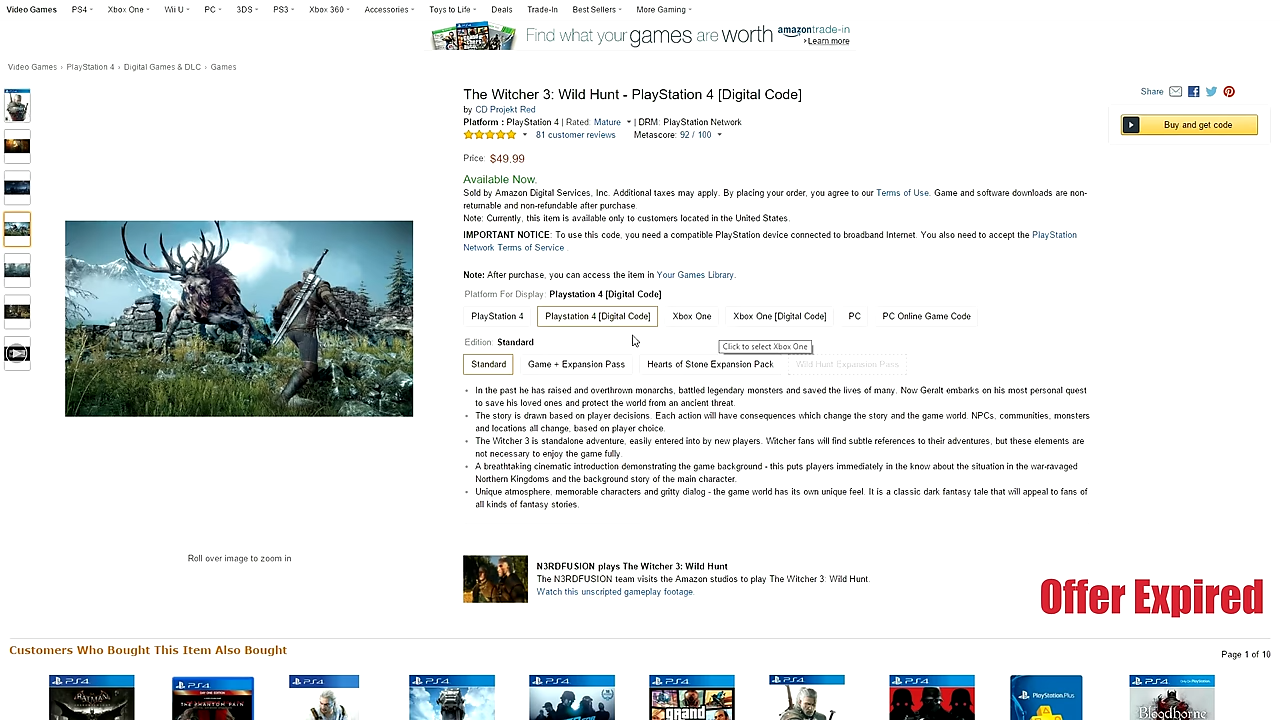 Video Games PS4 Xbox One Wii U PC 3DS PS3 Xbox 360 Accessories Toys to Life Deals Trade-In Best Sellers More Gaming
Find what your games are worth amazon trade-in
Learn more
Video Games › PlayStation 4 › Digital Games & DLC › Games
The Witcher 3: Wild Hunt - PlayStation 4 [Digital Code]
by CD Projekt Red
Platform : PlayStation 4 | Rated: Mature | DRM: PlayStation Network
81 customer reviews Metascore: 92 / 100
Price: $49.99
Available Now.
Sold by Amazon Digital Services, Inc. Additional taxes may apply. By placing your order, you agree to our Terms of Use. Game and software downloads are non-
returnable and non-refundable after purchase.
Note: Currently, this item is available only to customers located in the United States.
IMPORTANT NOTICE: To use this code, you need a compatible PlayStation device connected to broadband Internet. You also need to accept the PlayStation
Network Terms of Service .
Note: After purchase, you can access the item in Your Games Library.
Platform For Display: Playstation 4 [Digital Code]
PlayStation 4 Playstation 4 [Digital Code] Xbox One Xbox One [Digital Code] PC PC Online Game Code
Edition: Standard
Click to select Xbox One
Standard Game + Expansion Pass Hearts of Stone Expansion Pack Wild Hunt Expansion Pass
In the past he has raised and overthrown monarchs, battled legendary monsters and saved the lives of many. Now Geralt embarks on his most personal quest
to save his loved ones and protect the world from an ancient threat.
The story is drawn based on player decisions. Each action will have consequences which change the story and the game world. NPCs, communities, monsters
and locations all change, based on player choice.
The Witcher 3 is standalone adventure, easily entered into by new players. Witcher fans will find subtle references to their adventures, but these elements are
not necessary to enjoy the game fully.
A breathtaking cinematic introduction demonstrating the game background - this puts players immediately in the know about the situation in the war-ravaged
Northern Kingdoms and the background story of the main character.
Unique atmosphere, memorable characters and gritty dialog - the game world has its own unique feel. It is a classic dark fantasy tale that will appeal to fans of
all kinds of fantasy stories.
Share
Buy and get code
Roll over image to zoom in
N3RDFUSION plays The Witcher 3: Wild Hunt
The N3RDFUSION team visits the Amazon studios to play The Witcher 3: Wild Hunt.
Watch this unscripted gameplay footage.
Offer Expired
Customers Who Bought This Item Also Bought
Page 1 of 10
PS4 PS4 PS4 PS4 PS4 PS4 PS4 PS4 PlayStation.Plus PS4
BATMAN THE PHANTOM PAIN grand Bloodborne